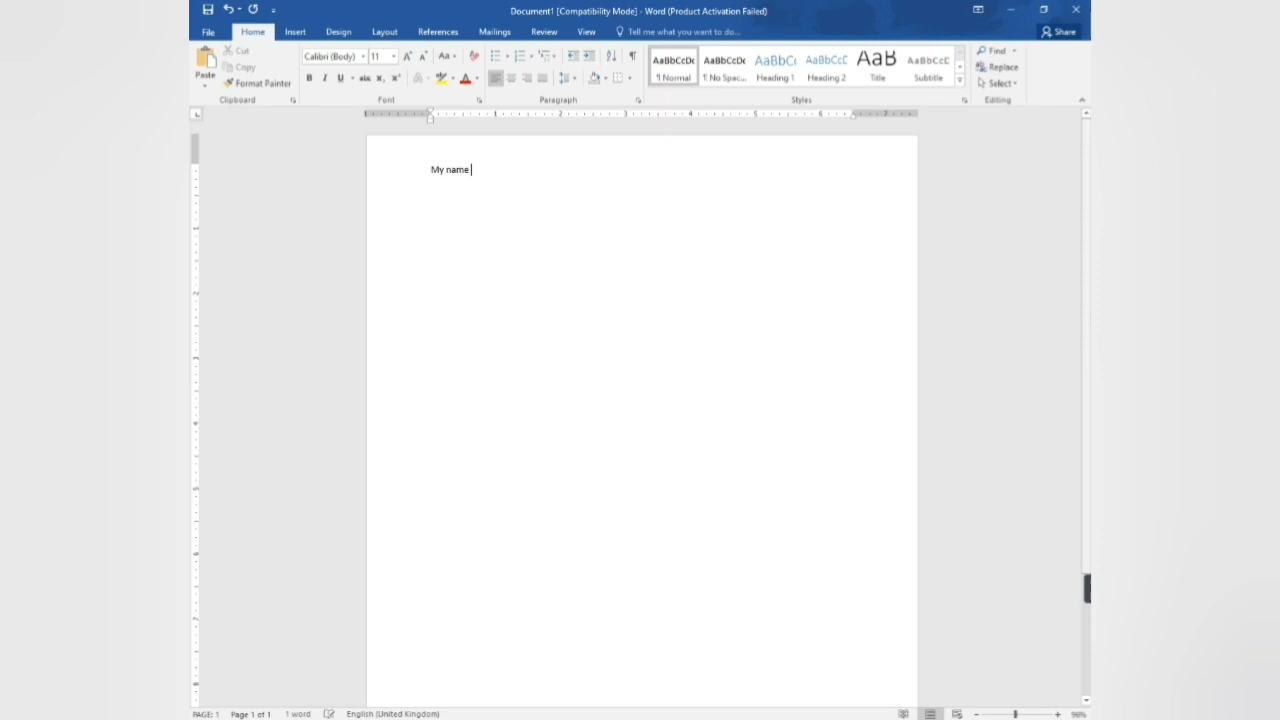 Document1 [Compatibility Mode] - Word (Product Activation Failed)
File Home Insert Design Layout References Mailings Review View Tell me what you want to do... Share
Paste
Cut
Copy
Format Painter
Clipboard
Calibri (Body) 11
Font
Paragraph
AaBbCcDc AaBbCcDc AaBbC AaBbCcC AaB AaBbCcC
¶ Normal ¶ No Spac... Heading 1 Heading 2 Title Subtitle
Styles
Find
Replace
Select
Editing
My name
PAGE: 1 Page 1 of 1 1 word English (United Kingdom) 96%